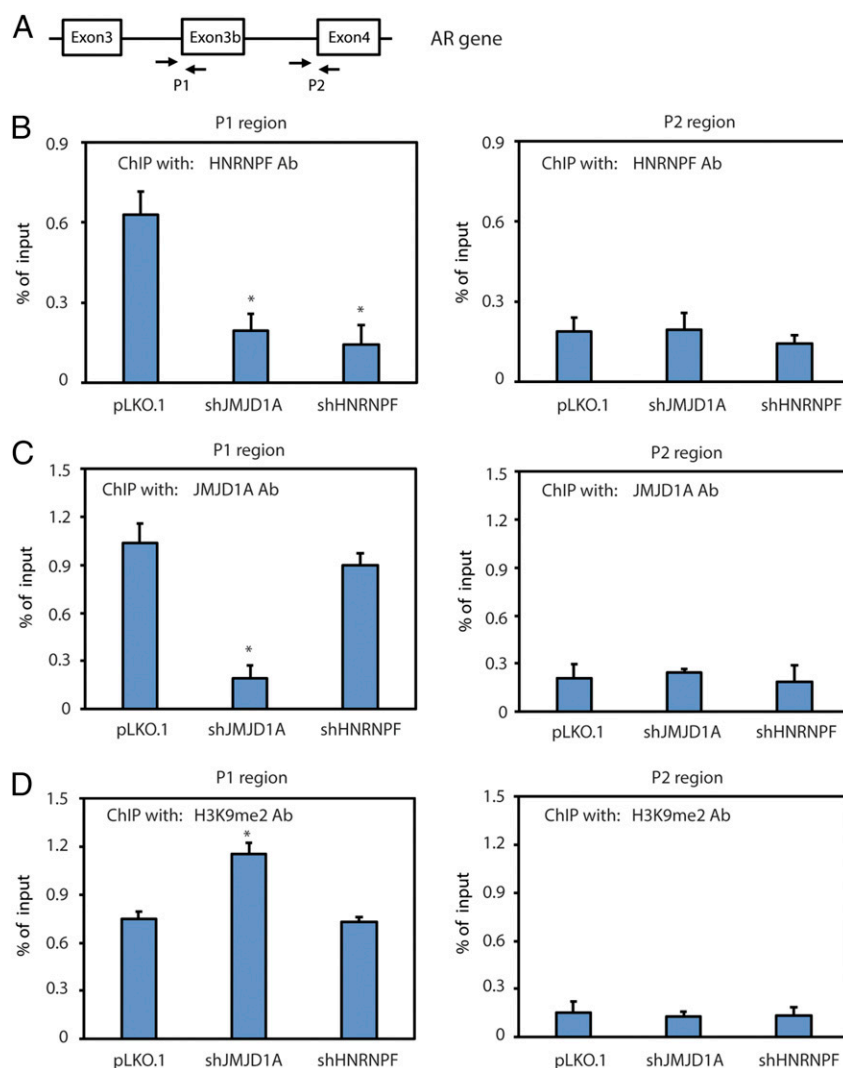 A
Exon3 Exon3b Exon4 AR gene
P1 P2
B
P1 region
ChIP with: HNRNPF Ab
% of input
0.9
0.6
0.3
0
* *
pLKO.1 shJMJD1A shHNRNPF
P2 region
ChIP with: HNRNPF Ab
% of input
0.9
0.6
0.3
0
pLKO.1 shJMJD1A shHNRNPF
C
P1 region
ChIP with: JMJD1A Ab
% of input
1.5
1.2
0.9
0.6
0.3
0
*
pLKO.1 shJMJD1A shHNRNPF
P2 region
ChIP with: JMJD1A Ab
% of input
1.5
1.2
0.9
0.6
0.3
0
pLKO.1 shJMJD1A shHNRNPF
D
P1 region
ChIP with: H3K9me2 Ab
% of input
1.5
1.2
0.9
0.6
0.3
0
*
pLKO.1 shJMJD1A shHNRNPF
P2 region
ChIP with: H3K9me2 Ab
% of input
1.5
1.2
0.9
0.6
0.3
0
pLKO.1 shJMJD1A shHNRNPF